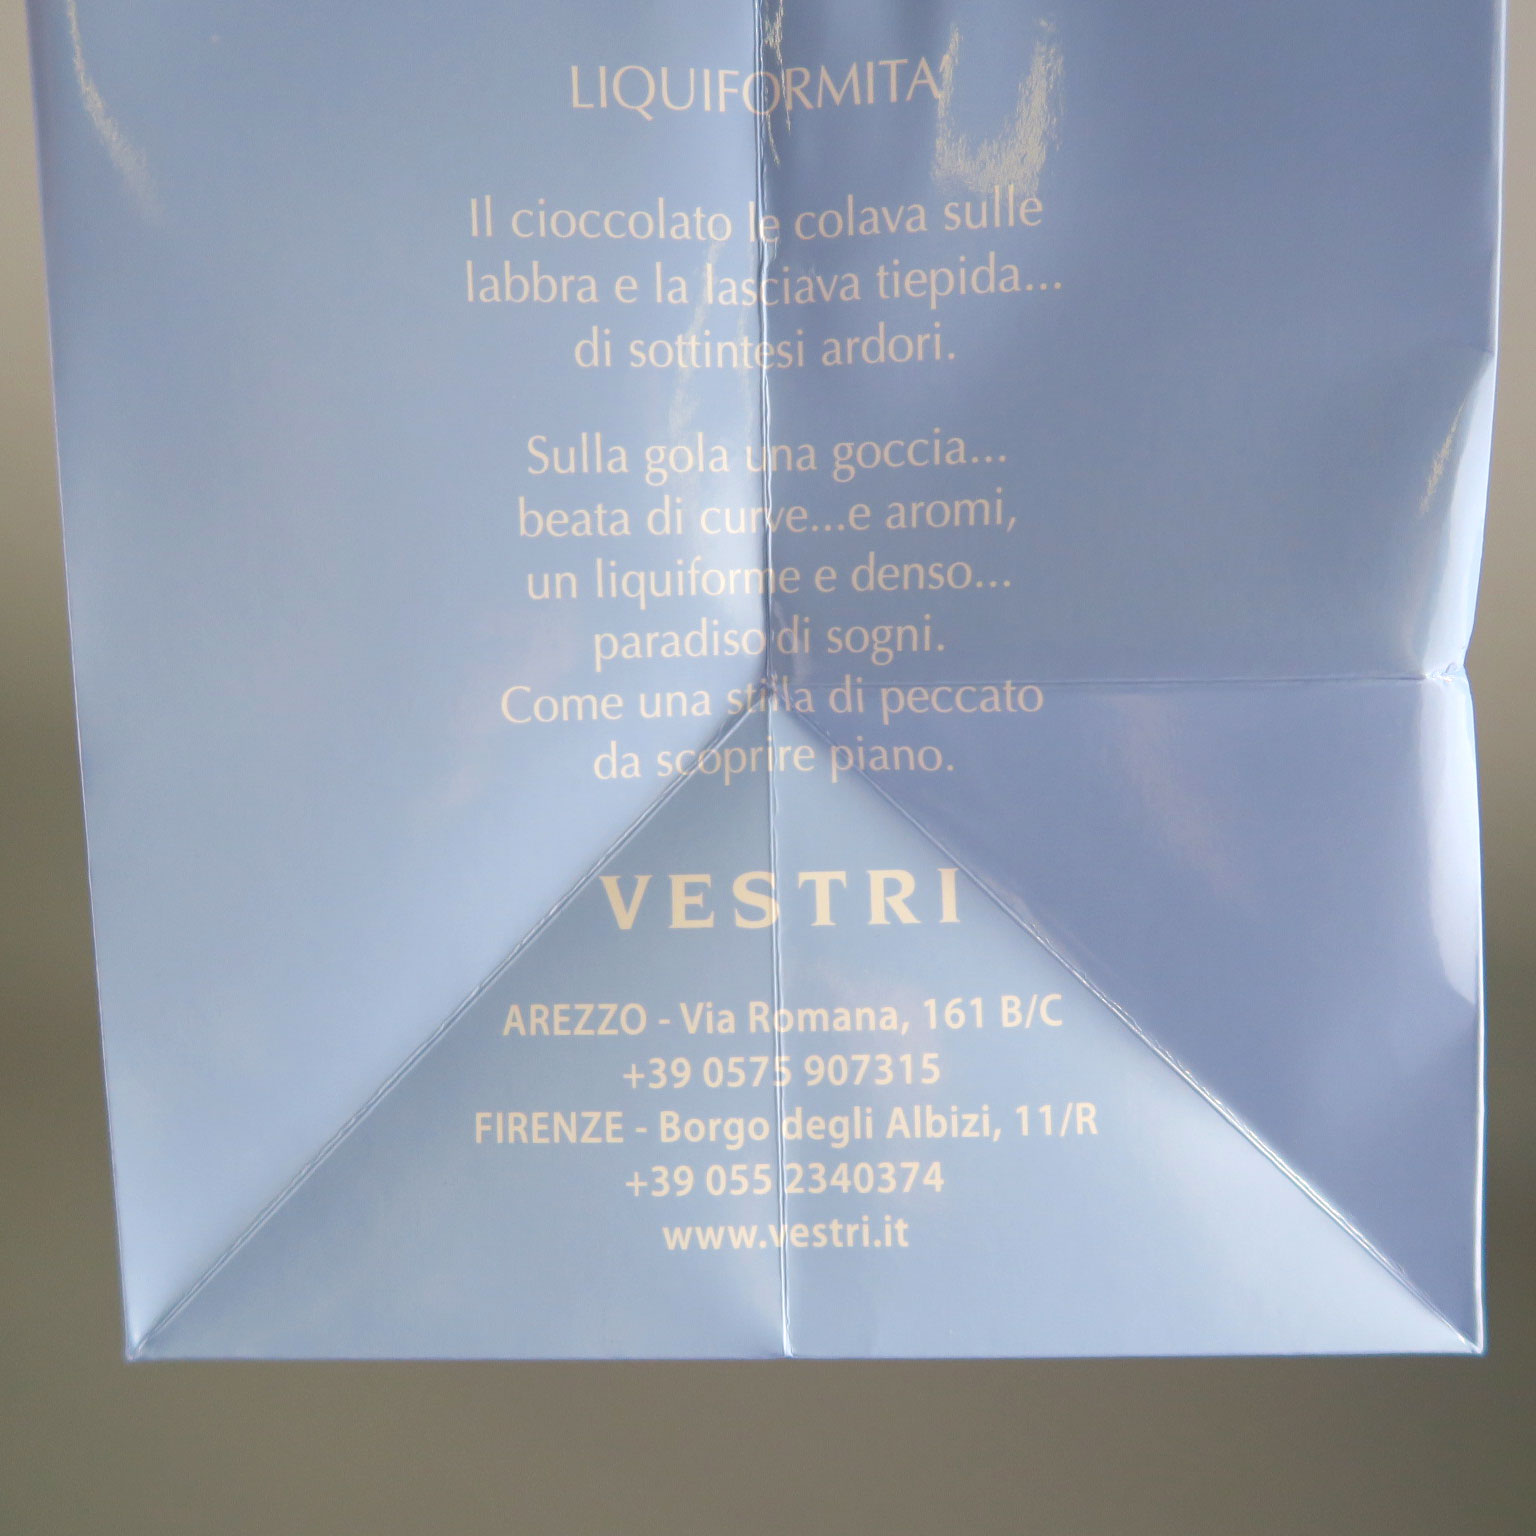 LIQUIFORMITA'
Il cioccolato le colava sulle
labbra e la lasciava tiepida...
di sottintesi ardori.
Sulla gola una goccia...
beata di curve...e aromi,
un liquiforme e denso...
paradiso di sogni.
Come una stilla di peccato
da scoprire piano.
VESTRI
AREZZO - Via Romana, 161 B/C
+39 0575 907315
FIRENZE - Borgo degli Albizi, 11/R
+39 055 2340374
www.vestri.it